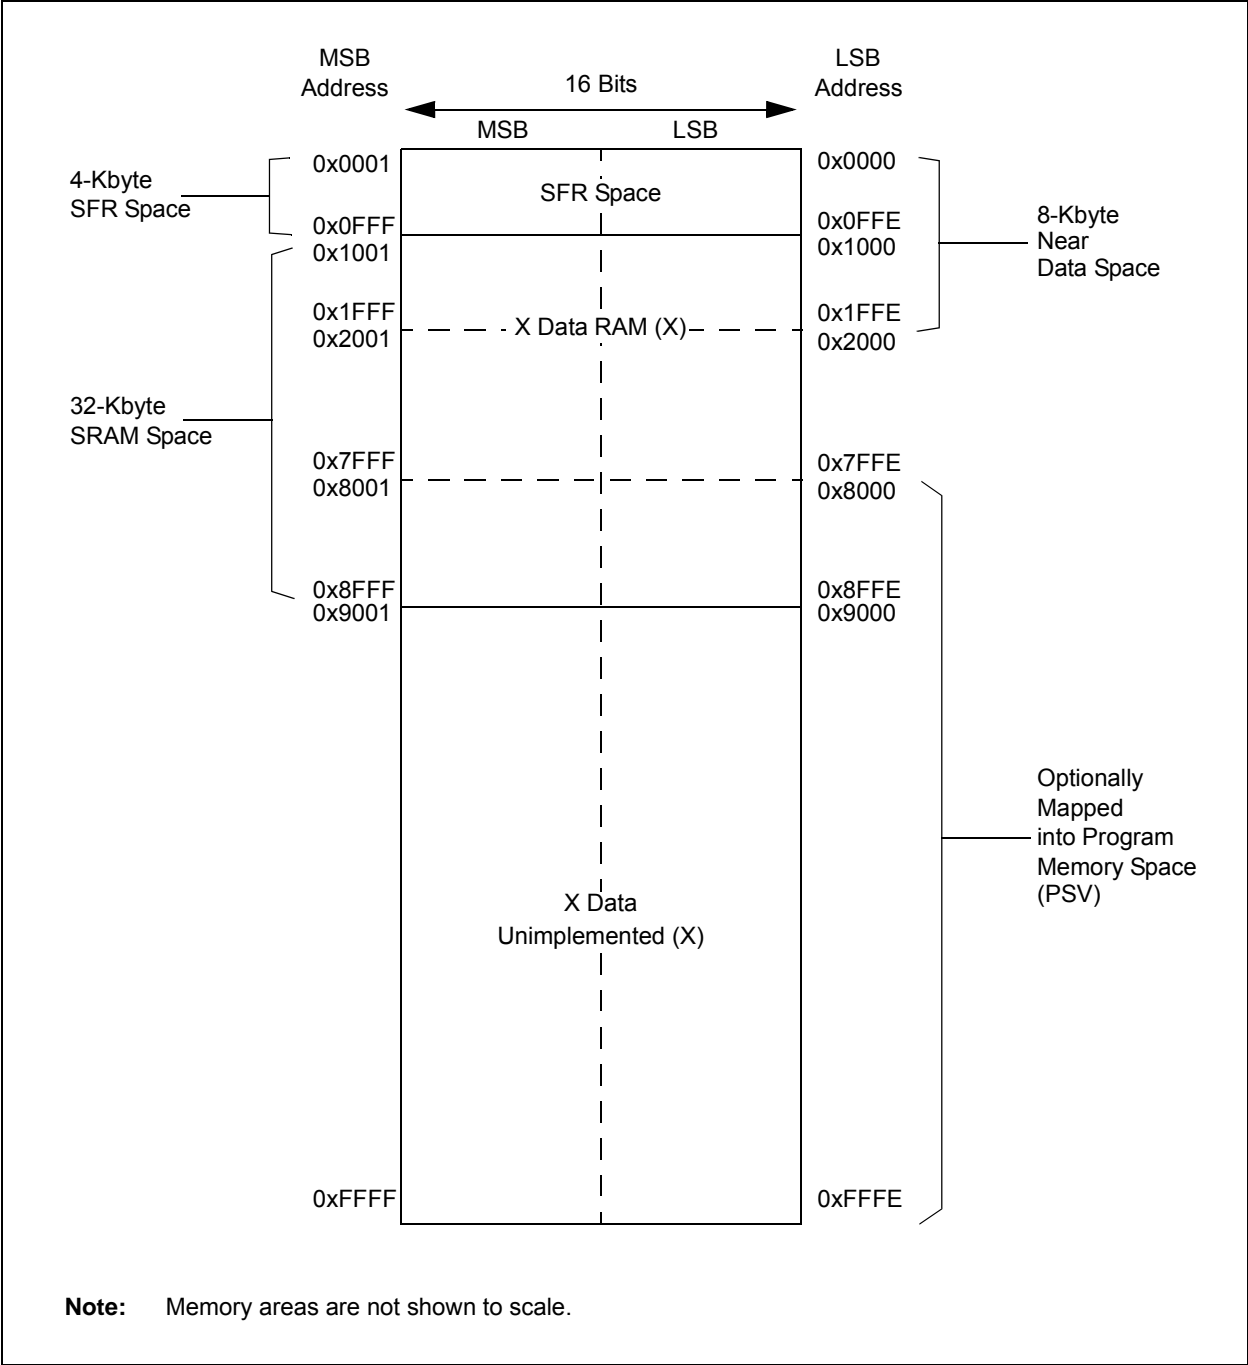 MSB
Address
16 Bits
LSB
Address
MSB
LSB
4-Kbyte
SFR Space
0x0001
0x0FFF
0x1001
SFR Space
0x0000
0x0FFE
0x1000
8-Kbyte
Near
Data Space
0x1FFF
0x2001
X Data RAM (X)
0x1FFE
0x2000
32-Kbyte
SRAM Space
0x7FFF
0x8001
0x7FFE
0x8000
0x8FFF
0x9001
0x8FFE
0x9000
Optionally
Mapped
into Program
Memory Space
(PSV)
X Data
Unimplemented (X)
0xFFFF
0xFFFE
Note: Memory areas are not shown to scale.